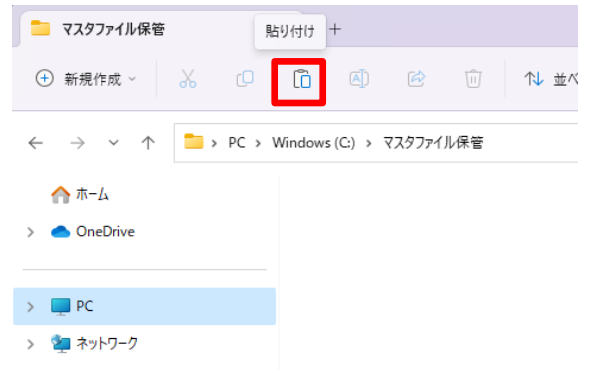 マスタファイル保管
貼り付け
新規作成
並べ
PC > Windows (C:) > マスタファイル保管
ホーム
OneDrive
PC
ネットワーク